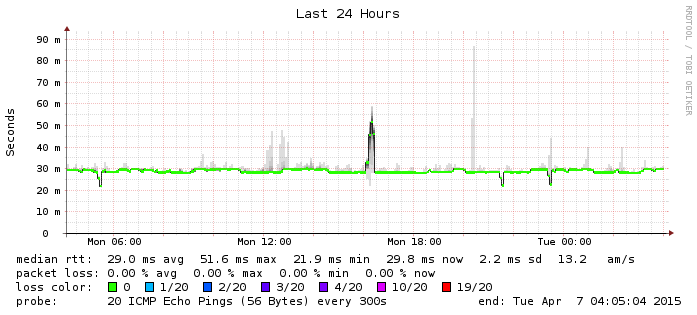 Last 24 Hours
RRDTOOL / TOBI OETIKER
Seconds
90 m
80 m
70 m
60 m
50 m
40 m
30 m
20 m
10 m
0
Mon 06:00 Mon 12:00 Mon 18:00 Tue 00:00
median rtt: 29.0 ms avg 51.6 ms max 21.9 ms min 29.8 ms now 2.2 ms sd 13.2 am/s
packet loss: 0.00 % avg 0.00 % max 0.00 % min 0.00 % now
loss color: 0 1/20 2/20 3/20 4/20 10/20 19/20
probe: 20 ICMP Echo Pings (56 Bytes) every 300s end: Tue Apr 7 04:05:04 2015